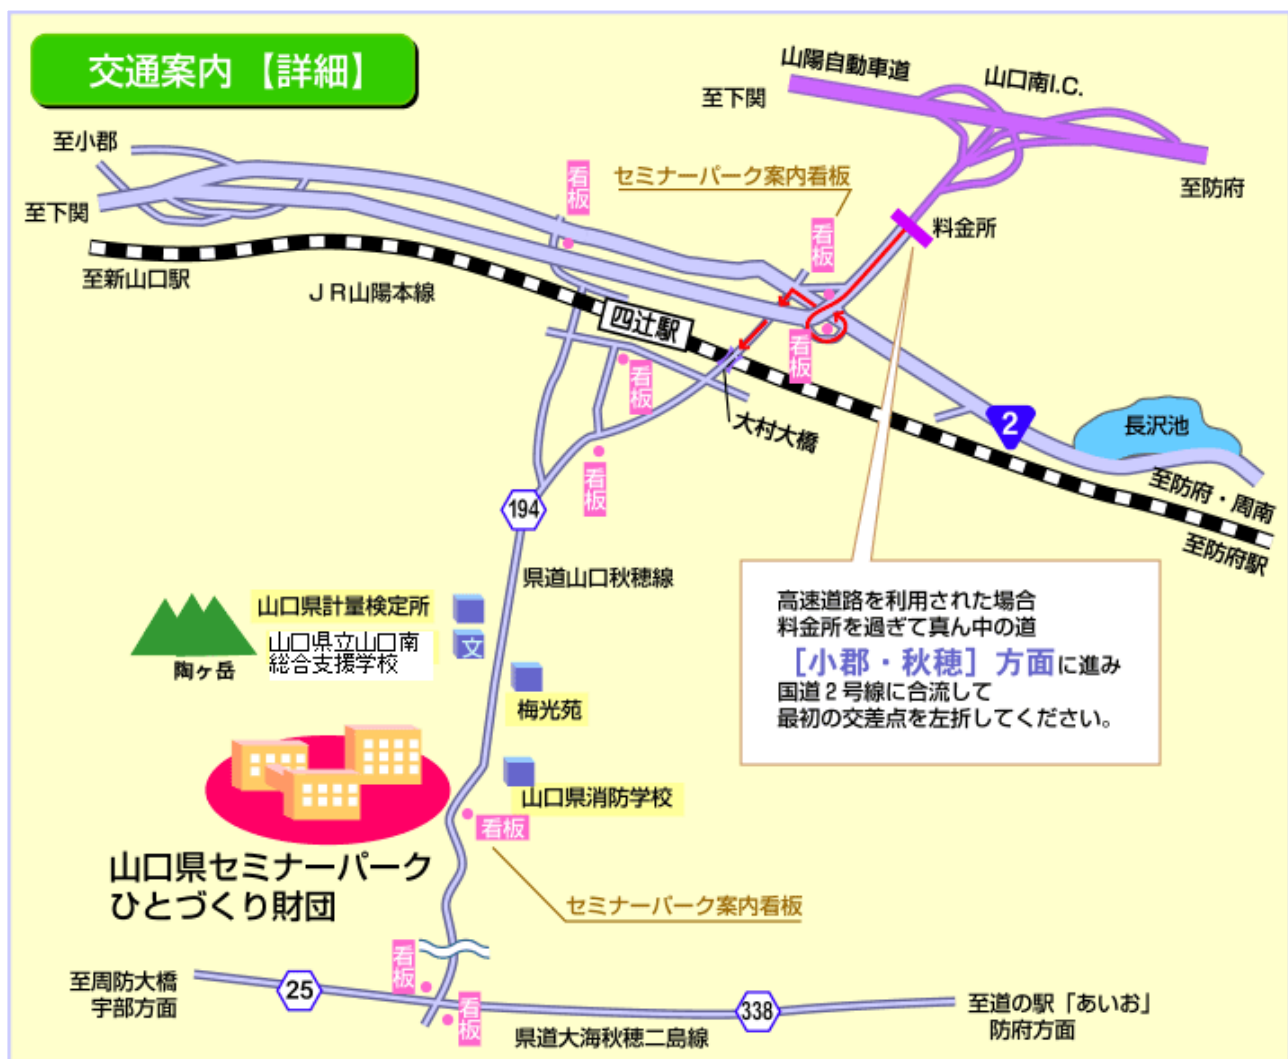 交通案内【詳細】
山陽自動車道
山口南I.C.
至下関
至小郡
至防府
セミナーパーク案内看板
看板
看板
料金所
至下関
至新山口駅
JR山陽本線
四辻駅
看板
看板
大村大橋
2
長沢池
看板
至防府・周南
至防府駅
194
県道山口秋穂線
高速道路を利用された場合
料金所を過ぎて真ん中の道
[小郡・秋穂]方面に進み
国道2号線に合流して
最初の交差点を左折してください。
山口県計量検定所
山口県立山口南
総合支援学校
文
陶ヶ岳
梅光苑
山口県消防学校
看板
山口県セミナーパーク
ひとづくり財団
セミナーパーク案内看板
看板
看板
至周防大橋
宇部方面
25
338
県道大海秋穂二島線
至道の駅「あいお」
防府方面